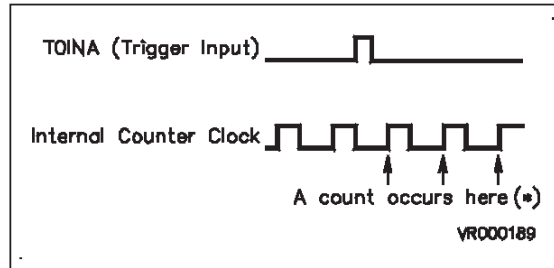 TOINA (Trigger Input)
Internal Counter Clock
A count occurs here (*)
VR000189